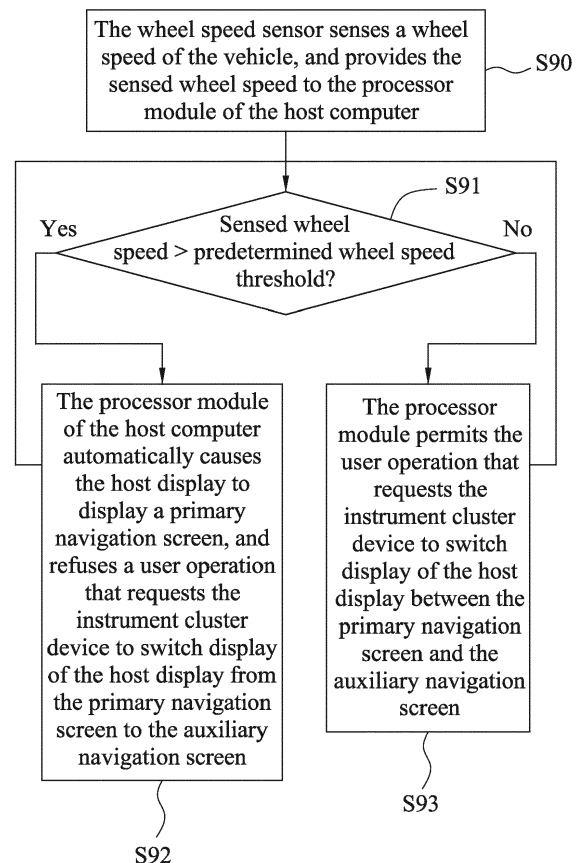 The wheel speed sensor senses a wheel
speed of the vehicle, and provides the
sensed wheel speed to the processor
module of the host computer
S90
S91
Yes
Sensed wheel
speed > predetermined wheel speed
threshold?
No
The processor module
of the host computer
automatically causes
the host display to
display a primary
navigation screen, and
refuses a user operation
that requests the
instrument cluster
device to switch display
of the host display from
the primary navigation
screen to the auxiliary
navigation screen
S92
The processor
module permits the
user operation that
requests the
instrument cluster
device to switch
display of the host
display between the
primary navigation
screen and the
auxiliary navigation
screen
S93